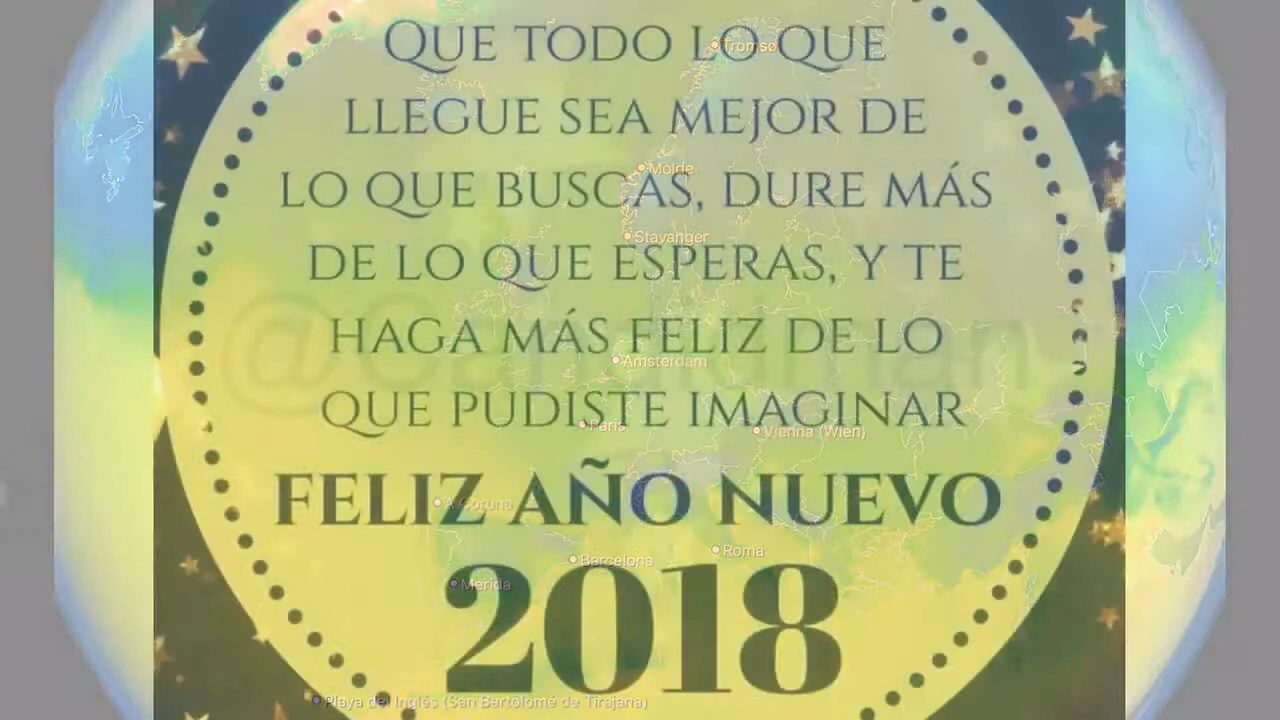 QUE TODO LO QUE
LLEGUE SEA MEJOR DE
LO QUE BUSCAS, DURE MÁS
DE LO QUE ESPERAS, Y TE
HAGA MÁS FELIZ DE LO
QUE PUDISTE IMAGINAR
FELIZ AÑO NUEVO
2018
Tromsø
Molde
Stavanger
Amsterdam
Paris
Vienna (Wien)
A Coruna
Barcelona
Roma
Merida
Playa del Inglés (San Bartolomé de Tirajana)